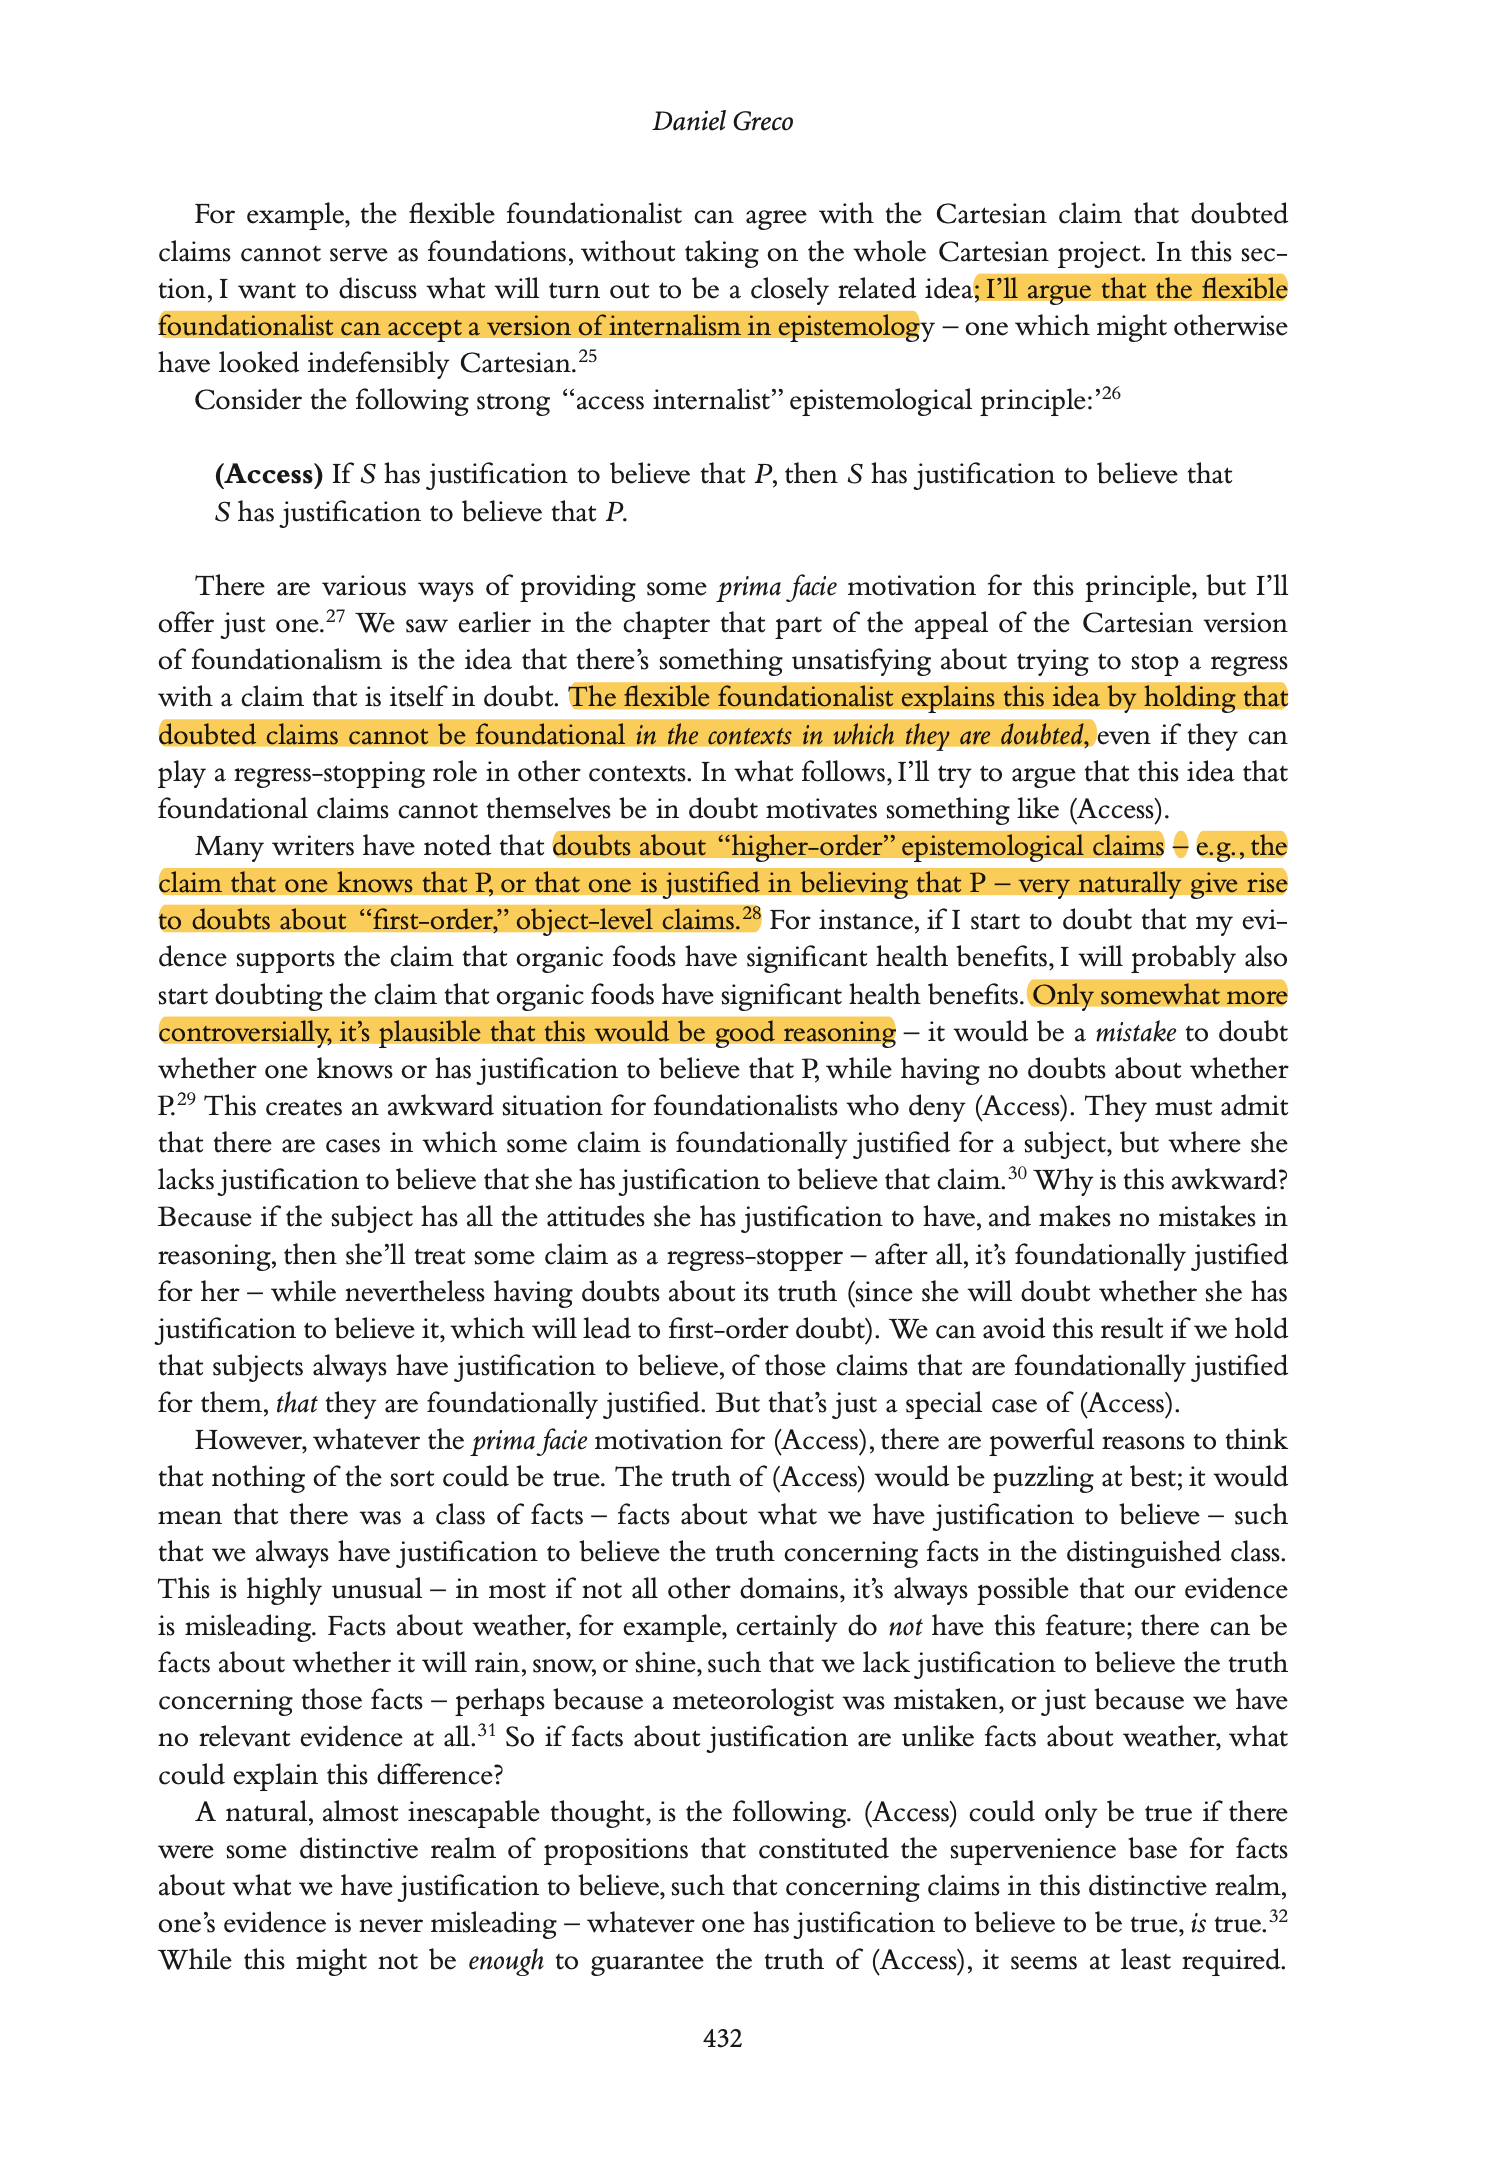 Daniel Greco
For example, the flexible foundationalist can agree with the Cartesian claim that doubted
claims cannot serve as foundations, without taking on the whole Cartesian project. In this sec-
tion, I want to discuss what will turn out to be a closely related idea; I’ll argue that the flexible
foundationalist can accept a version of internalism in epistemology – one which might otherwise
have looked indefensibly Cartesian.25
Consider the following strong “access internalist” epistemological principle:’26
(Access) If S has justification to believe that P, then S has justification to believe that
S has justification to believe that P.
There are various ways of providing some prima facie motivation for this principle, but I’ll
offer just one.27 We saw earlier in the chapter that part of the appeal of the Cartesian version
of foundationalism is the idea that there’s something unsatisfying about trying to stop a regress
with a claim that is itself in doubt. The flexible foundationalist explains this idea by holding that
doubted claims cannot be foundational in the contexts in which they are doubted, even if they can
play a regress-stopping role in other contexts. In what follows, I’ll try to argue that this idea that
foundational claims cannot themselves be in doubt motivates something like (Access).
Many writers have noted that doubts about “higher-order” epistemological claims – e.g., the
claim that one knows that P, or that one is justified in believing that P – very naturally give rise
to doubts about “first-order,” object-level claims.28 For instance, if I start to doubt that my evi-
dence supports the claim that organic foods have significant health benefits, I will probably also
start doubting the claim that organic foods have significant health benefits. Only somewhat more
controversially, it’s plausible that this would be good reasoning – it would be a mistake to doubt
whether one knows or has justification to believe that P, while having no doubts about whether
P.29 This creates an awkward situation for foundationalists who deny (Access). They must admit
that there are cases in which some claim is foundationally justified for a subject, but where she
lacks justification to believe that she has justification to believe that claim.30 Why is this awkward?
Because if the subject has all the attitudes she has justification to have, and makes no mistakes in
reasoning, then she’ll treat some claim as a regress-stopper – after all, it’s foundationally justified
for her – while nevertheless having doubts about its truth (since she will doubt whether she has
justification to believe it, which will lead to first-order doubt). We can avoid this result if we hold
that subjects always have justification to believe, of those claims that are foundationally justified
for them, that they are foundationally justified. But that’s just a special case of (Access).
However, whatever the prima facie motivation for (Access), there are powerful reasons to think
that nothing of the sort could be true. The truth of (Access) would be puzzling at best; it would
mean that there was a class of facts – facts about what we have justification to believe – such
that we always have justification to believe the truth concerning facts in the distinguished class.
This is highly unusual – in most if not all other domains, it’s always possible that our evidence
is misleading. Facts about weather, for example, certainly do not have this feature; there can be
facts about whether it will rain, snow, or shine, such that we lack justification to believe the truth
concerning those facts – perhaps because a meteorologist was mistaken, or just because we have
no relevant evidence at all.31 So if facts about justification are unlike facts about weather, what
could explain this difference?
A natural, almost inescapable thought, is the following. (Access) could only be true if there
were some distinctive realm of propositions that constituted the supervenience base for facts
about what we have justification to believe, such that concerning claims in this distinctive realm,
one’s evidence is never misleading – whatever one has justification to believe to be true, is true.32
While this might not be enough to guarantee the truth of (Access), it seems at least required.
432